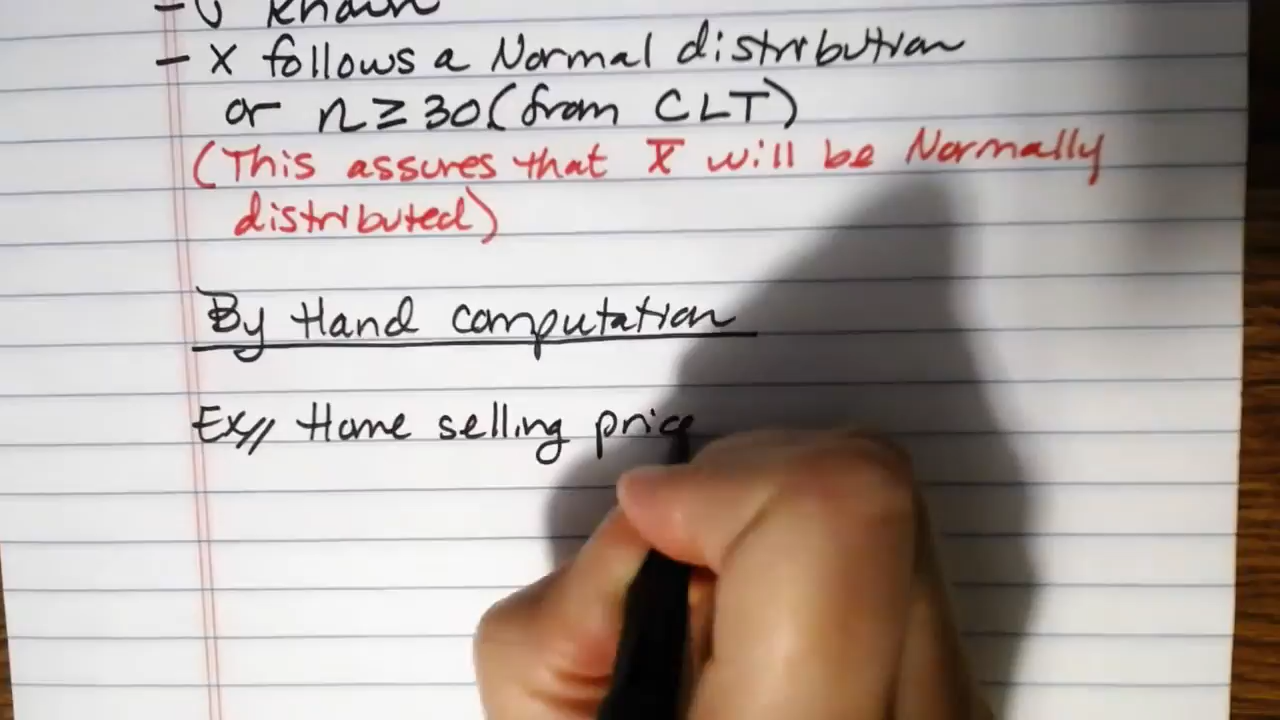 - σ known
- X follows a Normal distribution
or n ≥ 30 (from CLT)
(This assures that X̅ will be Normally
distributed)
By Hand computation
Ex// Home selling price